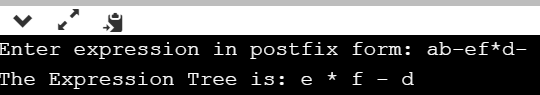 Enter expression in postfix form: ab-ef*d-
The Expression Tree is: e * f - d